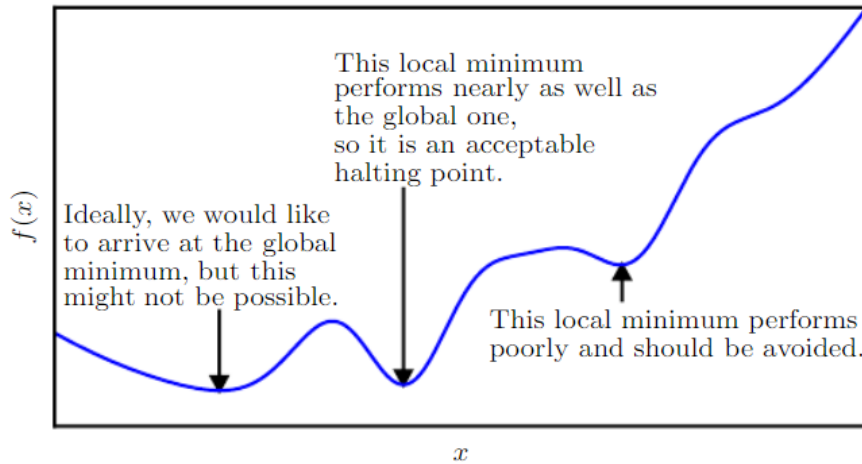 This local minimum
performs nearly as well as
the global one,
so it is an acceptable
halting point.
Ideally, we would like
to arrive at the global
minimum, but this
might not be possible.
This local minimum performs
poorly and should be avoided.
f(x)
x